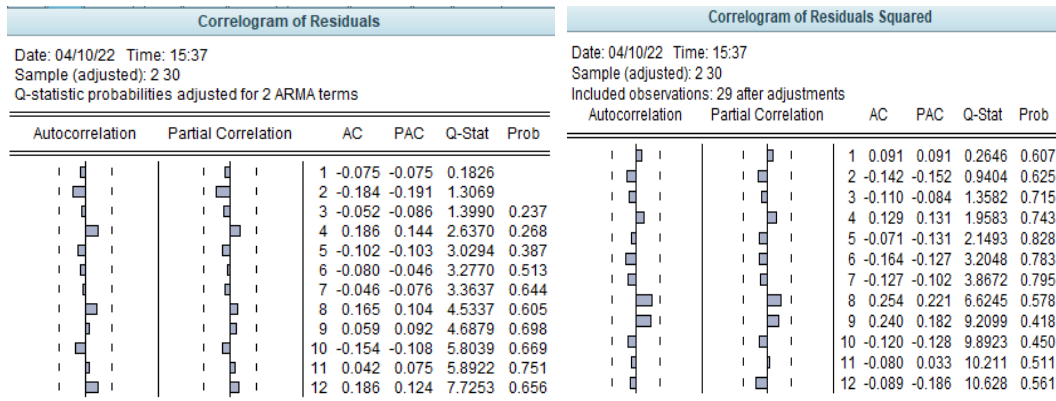 Correlogram of Residuals
Date: 04/10/22 Time: 15:37
Sample (adjusted): 2 30
Q-statistic probabilities adjusted for 2 ARMA terms
Autocorrelation Partial Correlation AC PAC Q-Stat Prob
1 -0.075 -0.075 0.1826
2 -0.184 -0.191 1.3069
3 -0.052 -0.086 1.3990 0.237
4 0.186 0.144 2.6370 0.268
5 -0.102 -0.103 3.0294 0.387
6 -0.080 -0.046 3.2770 0.513
7 -0.046 -0.076 3.3637 0.644
8 0.165 0.104 4.5337 0.605
9 0.059 0.092 4.6879 0.698
10 -0.154 -0.108 5.8039 0.669
11 0.042 0.075 5.8922 0.751
12 0.186 0.124 7.7253 0.656
Correlogram of Residuals Squared
Date: 04/10/22 Time: 15:37
Sample (adjusted): 2 30
Included observations: 29 after adjustments
Autocorrelation Partial Correlation AC PAC Q-Stat Prob
1 0.091 0.091 0.2646 0.607
2 -0.142 -0.152 0.9404 0.625
3 -0.110 -0.084 1.3582 0.715
4 0.129 0.131 1.9583 0.743
5 -0.071 -0.131 2.1493 0.828
6 -0.164 -0.127 3.2048 0.783
7 -0.127 -0.102 3.8672 0.795
8 0.254 0.221 6.6245 0.578
9 0.240 0.182 9.2099 0.418
10 -0.120 -0.128 9.8923 0.450
11 -0.080 0.033 10.211 0.511
12 -0.089 -0.186 10.628 0.561